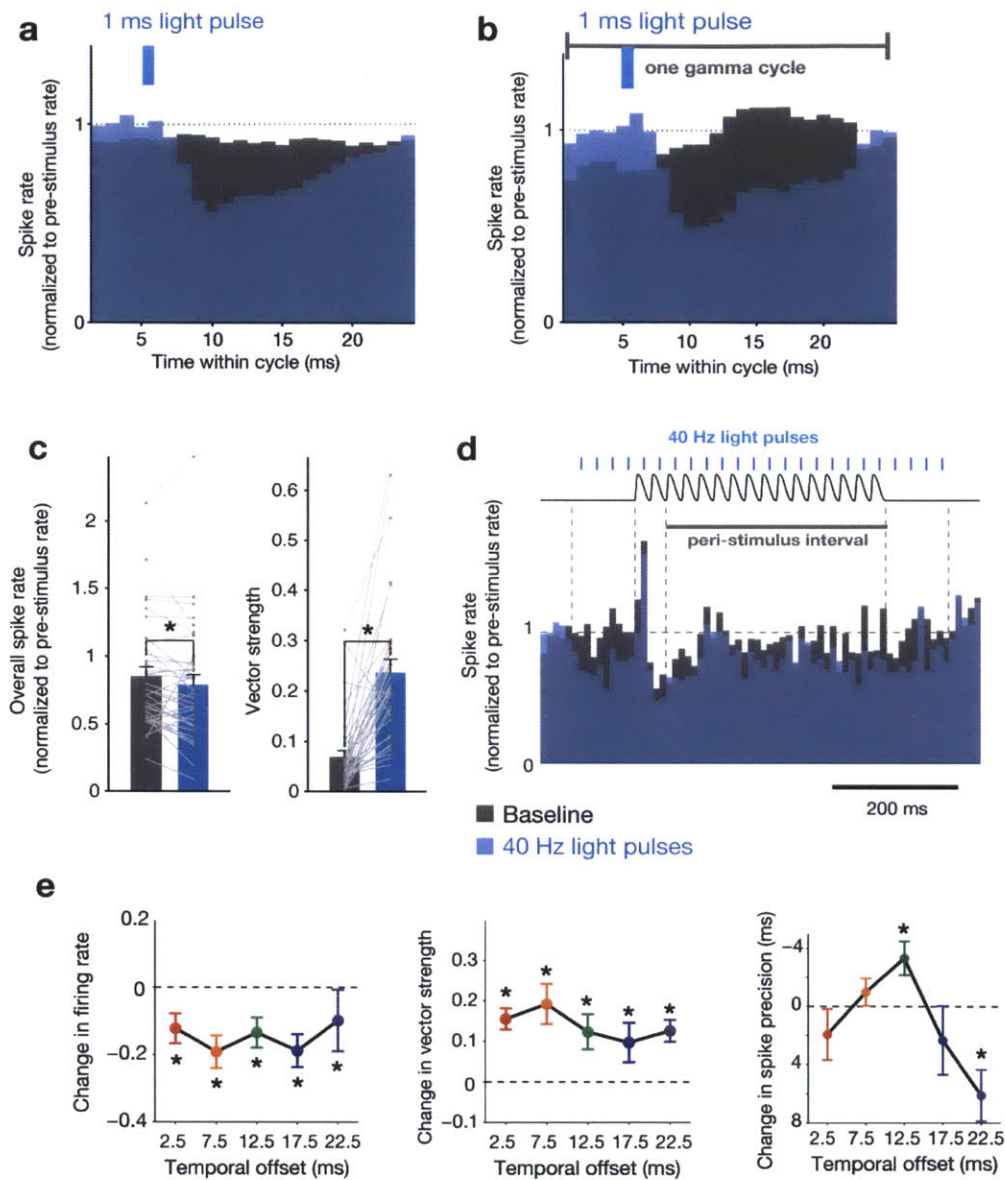 a
1 ms light pulse
Spike rate
(normalized to pre-stimulus rate)
1
0
5 10 15 20
Time within cycle (ms)
b
1 ms light pulse
one gamma cycle
Spike rate
(normalized to pre-stimulus rate)
1
0
5 10 15 20
Time within cycle (ms)
c
Overall spike rate
(normalized to pre-stimulus rate)
2
1.5
1
0.5
0
*
Vector strength
0.6
0.5
0.4
0.3
0.2
0.1
0
*
d
40 Hz light pulses
peri-stimulus interval
Spike rate
(normalized to pre-stimulus rate)
1
0
200 ms
Baseline
40 Hz light pulses
e
Change in firing rate
0.2
0
-0.2
-0.4
* * * * *
2.5 7.5 12.5 17.5 22.5
Temporal offset (ms)
Change in vector strength
0.3
0.2
0.1
0
-0.1
* * * * *
2.5 7.5 12.5 17.5 22.5
Temporal offset (ms)
Change in spike precision (ms)
-4
0
4
8
* *
2.5 7.5 12.5 17.5 22.5
Temporal offset (ms)